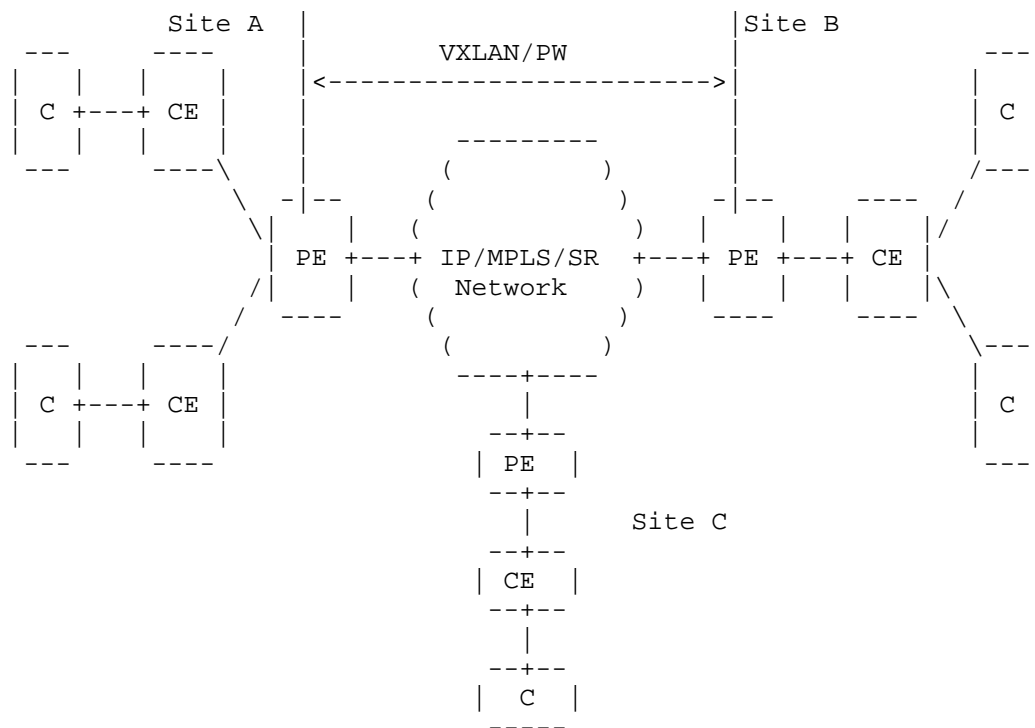 Site A Site B
VXLAN/PW
C CE C
PE IP/MPLS/SR PE CE
Network
C CE C
PE
Site C
CE
C